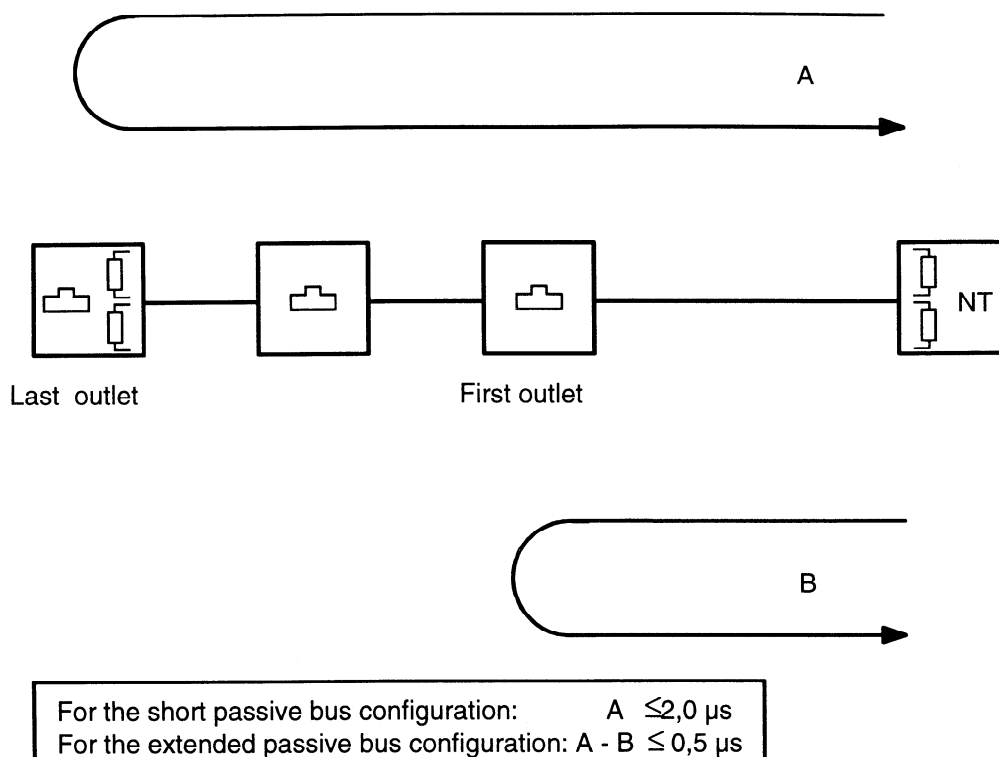 A
NT
Last outlet
First outlet
B
For the short passive bus configuration: A ≤2,0 µs
For the extended passive bus configuration: A - B ≤ 0,5 µs